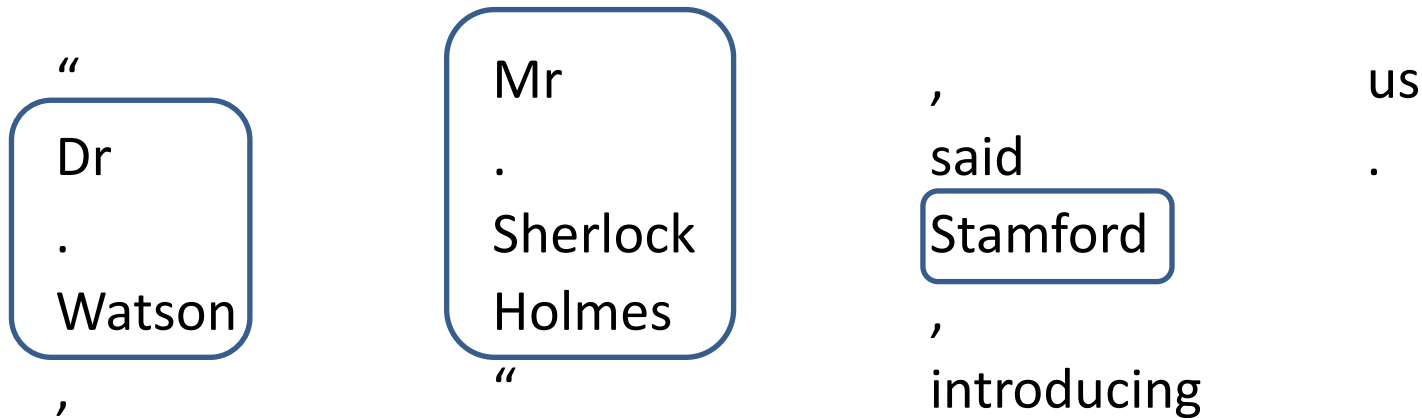 “
Dr
.
Watson
,
Mr
.
Sherlock
Holmes
“
,
said
Stamford
,
introducing
us
.